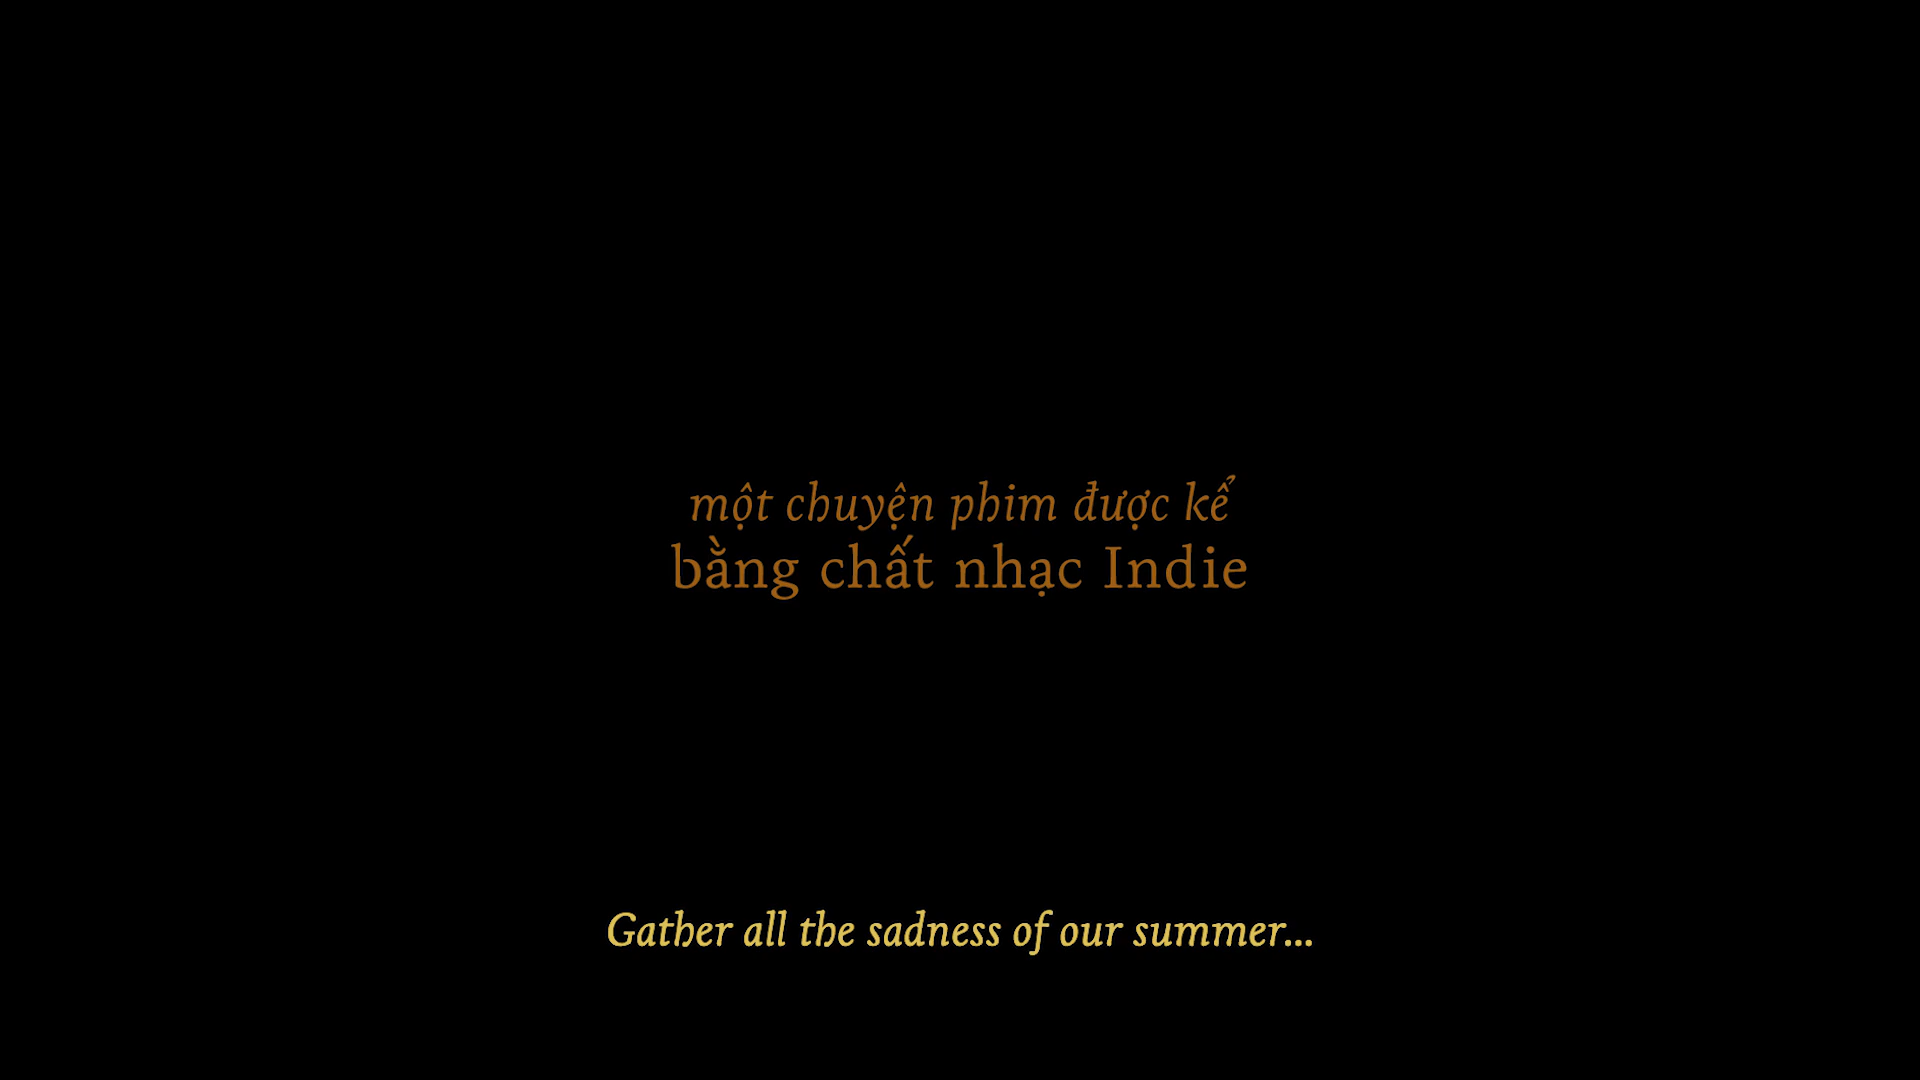 một chuyện phim được kể
bằng chất nhạc Indie
Gather all the sadness of our summer...